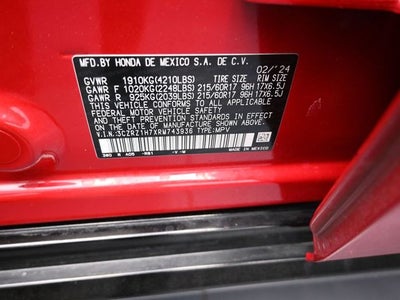 MFD. BY HONDA DE MEXICO S.A. DE C.V.
02/'24
GVWR 1910KG(4210LBS) TIRE SIZE RIM SIZE
GAWR F 1020KG(2248LBS) 215/60R17 96H 17X6.5J
GAWR R 925KG(2039LBS) 215/60R17 96H 17X6.5J
THIS VEHICLE CONFORMS TO ALL APPLICABLE
FEDERAL MOTOR VEHICLE SAFETY STANDARDS IN EFFECT
ON THE DATE OF MANUFACTURE SHOWN ABOVE.
V.I.N.:3CZRZ1H7XRM743936 TYPE:MPV
MADE IN MEXICO
3B0 R A05 -RB1 -V:W